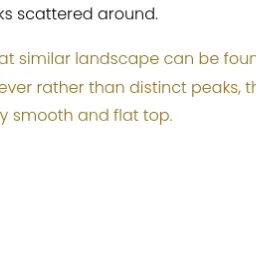 ks scattered around.
at similar landscape can be foun
ever rather than distinct peaks, th
y smooth and flat top.